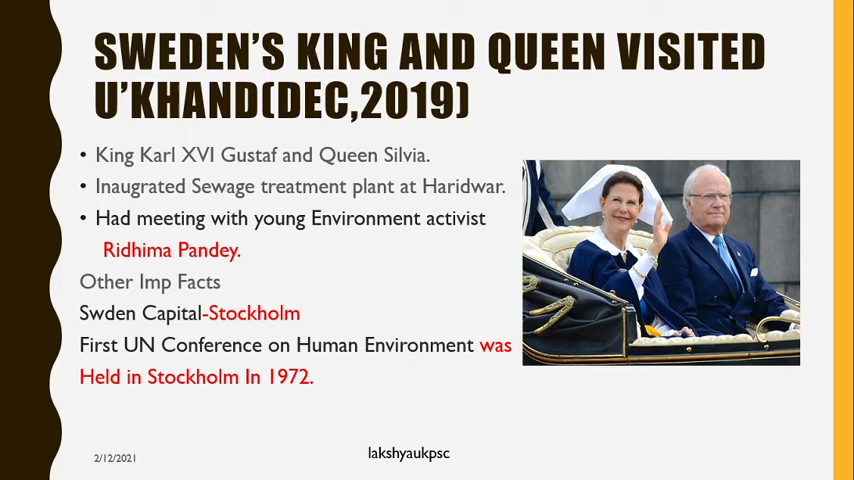 SWEDEN'S KING AND QUEEN VISITED
U'KHAND(DEC,2019)
• King Karl XVI Gustaf and Queen Silvia.
• Inaugrated Sewage treatment plant at Haridwar.
• Had meeting with young Environment activist
Ridhima Pandey.
Other Imp Facts
Swden Capital-Stockholm
First UN Conference on Human Environment was
Held in Stockholm In 1972.
2/12/2021
lakshyaukpsc